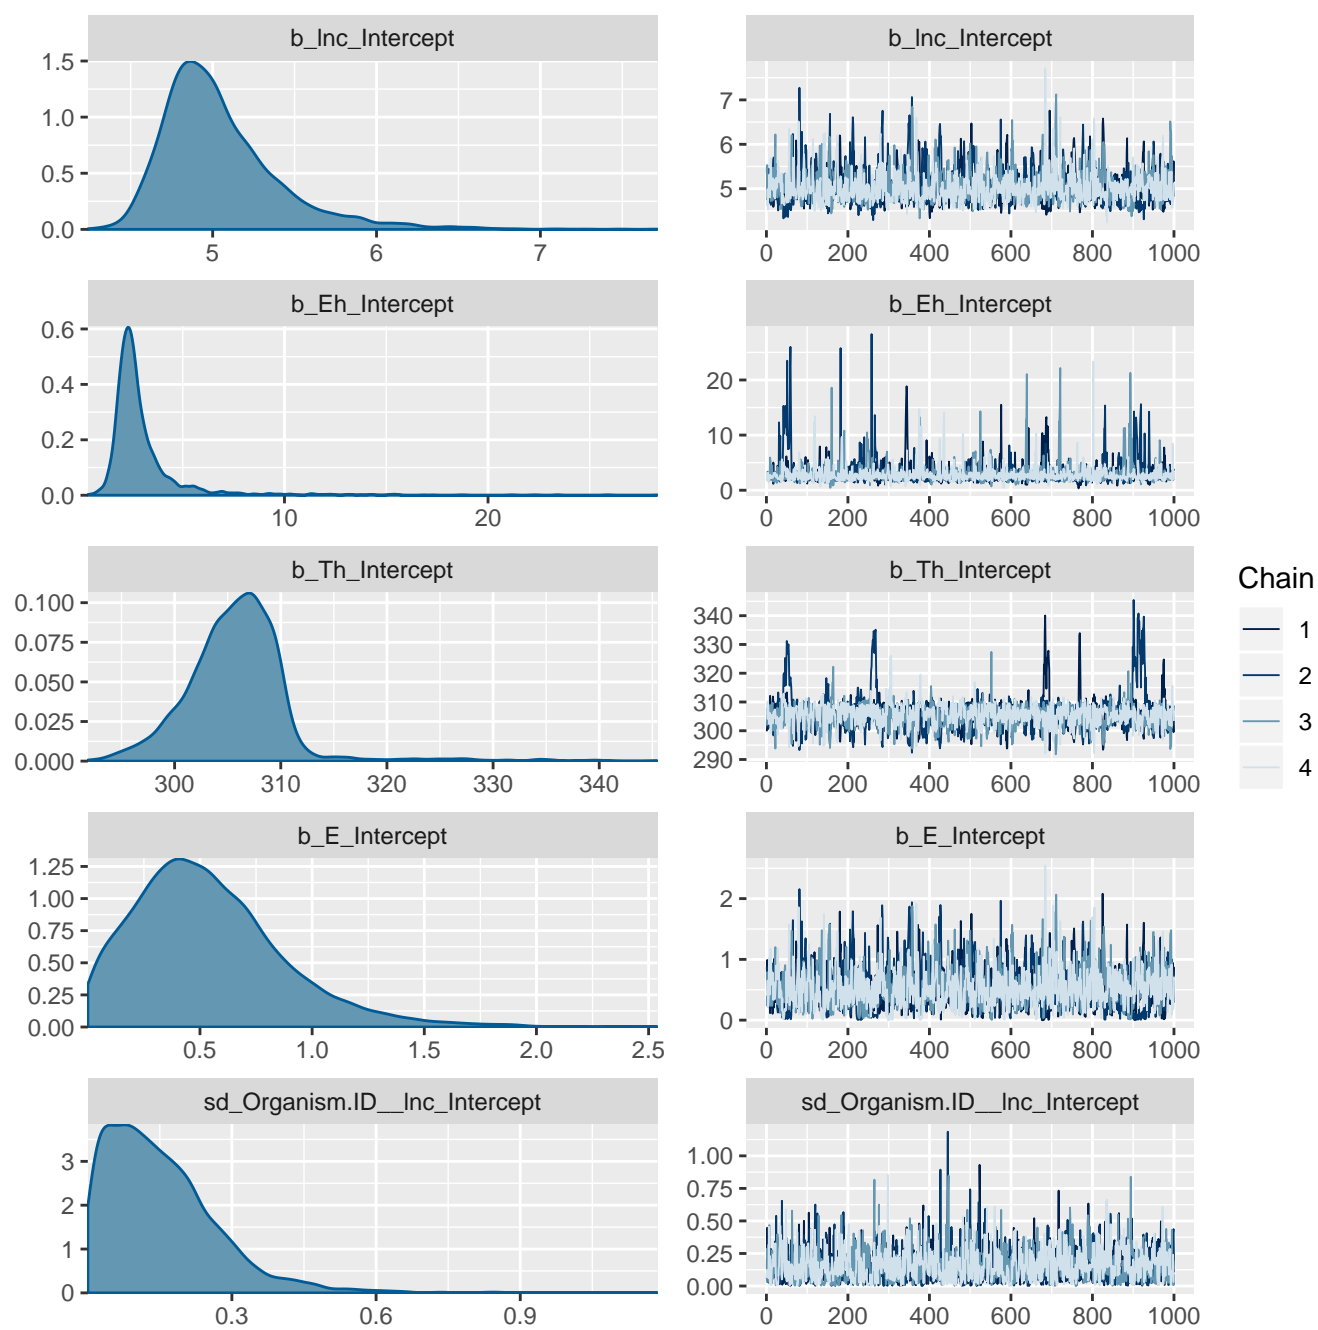 b_lnc_Intercept
1.5
1.0
0.5
0.0
5 6 7
b_lnc_Intercept
7
6
5
0 200 400 600 800 1000
b_Eh_Intercept
0.6
0.4
0.2
0.0
10 20
b_Eh_Intercept
20
10
0
0 200 400 600 800 1000
b_Th_Intercept
0.100
0.075
0.050
0.025
0.000
300 310 320 330 340
b_Th_Intercept
340
330
320
310
300
290
0 200 400 600 800 1000
b_E_Intercept
1.25
1.00
0.75
0.50
0.25
0.00
0.5 1.0 1.5 2.0 2.5
b_E_Intercept
2
1
0
0 200 400 600 800 1000
sd_Organism.ID__lnc_Intercept
3
2
1
0
0.3 0.6 0.9
sd_Organism.ID__lnc_Intercept
1.00
0.75
0.50
0.25
0.00
0 200 400 600 800 1000
Chain
1
2
3
4